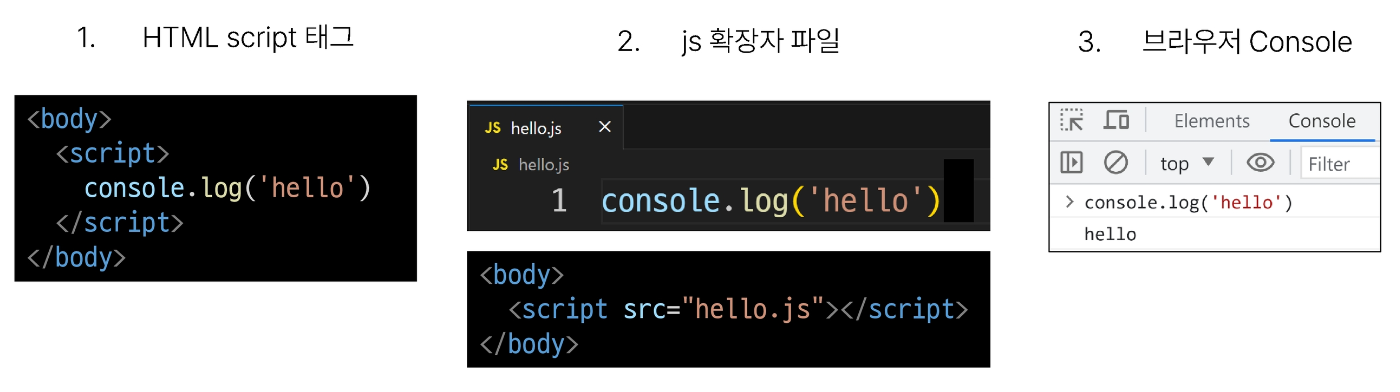 1. HTML script 태그
<body>
<script>
console.log('hello')
</script>
</body>
2. js 확장자 파일
JS hello.js ×
JS hello.js
1 console.log('hello')
<body>
<script src="hello.js"></script>
</body>
3. 브라우저 Console
Elements Console
top Filter
> console.log('hello')
hello